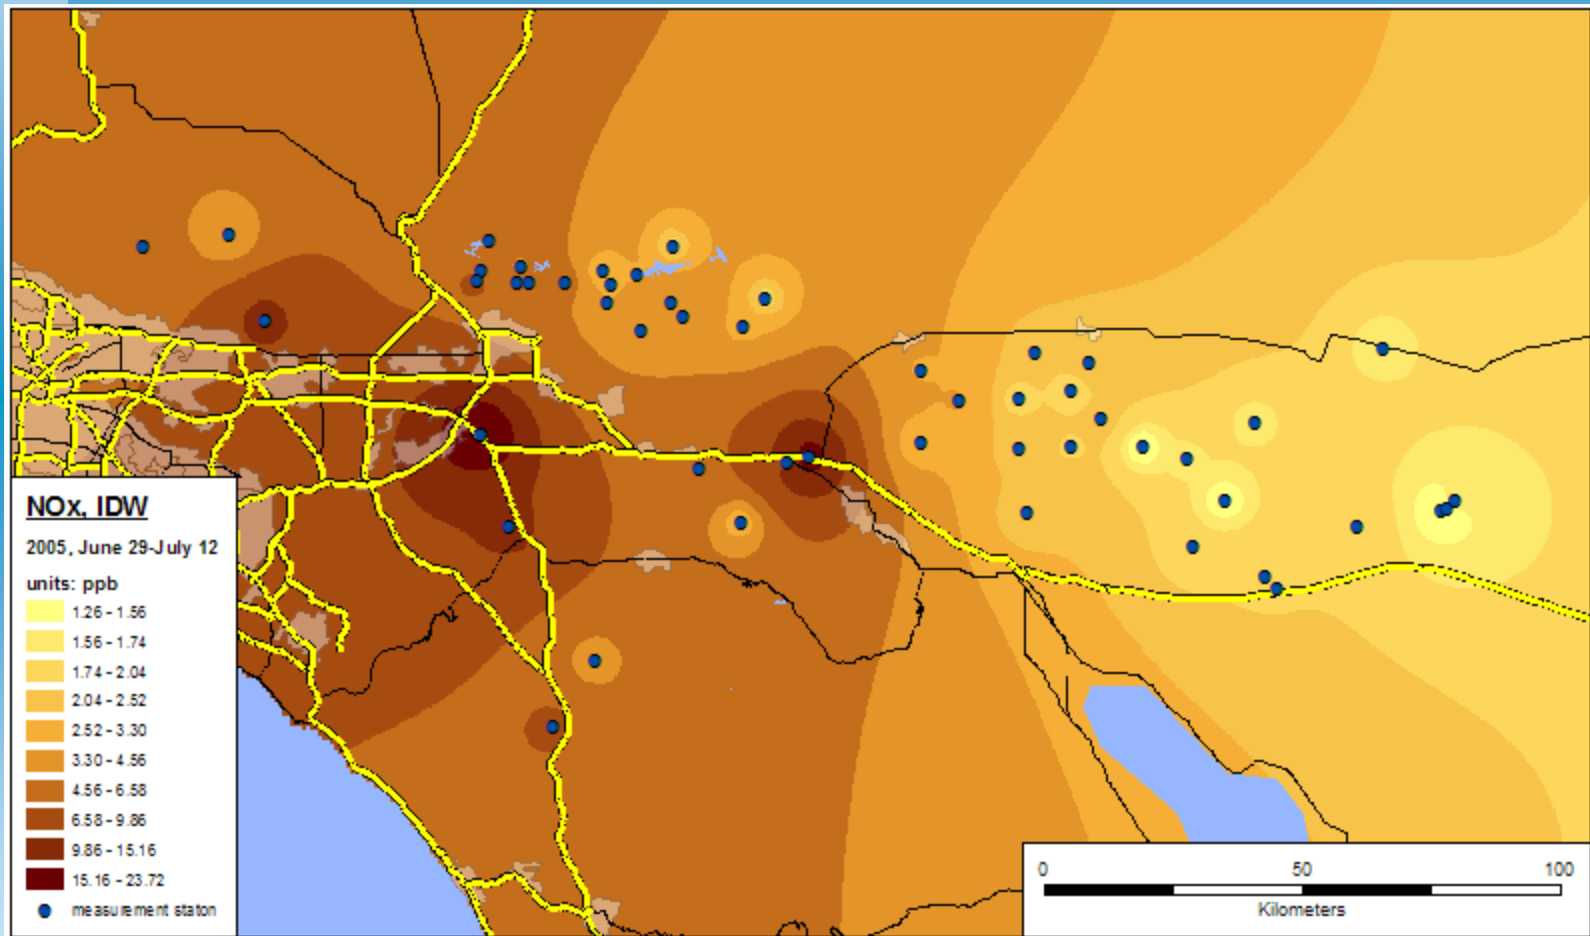 NOx, IDW
2005, June 29-July 12
units: ppb
1.26 - 1.56
1.56 - 1.74
1.74 - 2.04
2.04 - 2.52
2.52 - 3.30
3.30 - 4.56
4.56 - 6.58
6.58 - 9.86
9.86 - 15.16
15.16 - 23.72
measurement staton
0 50 100
Kilometers